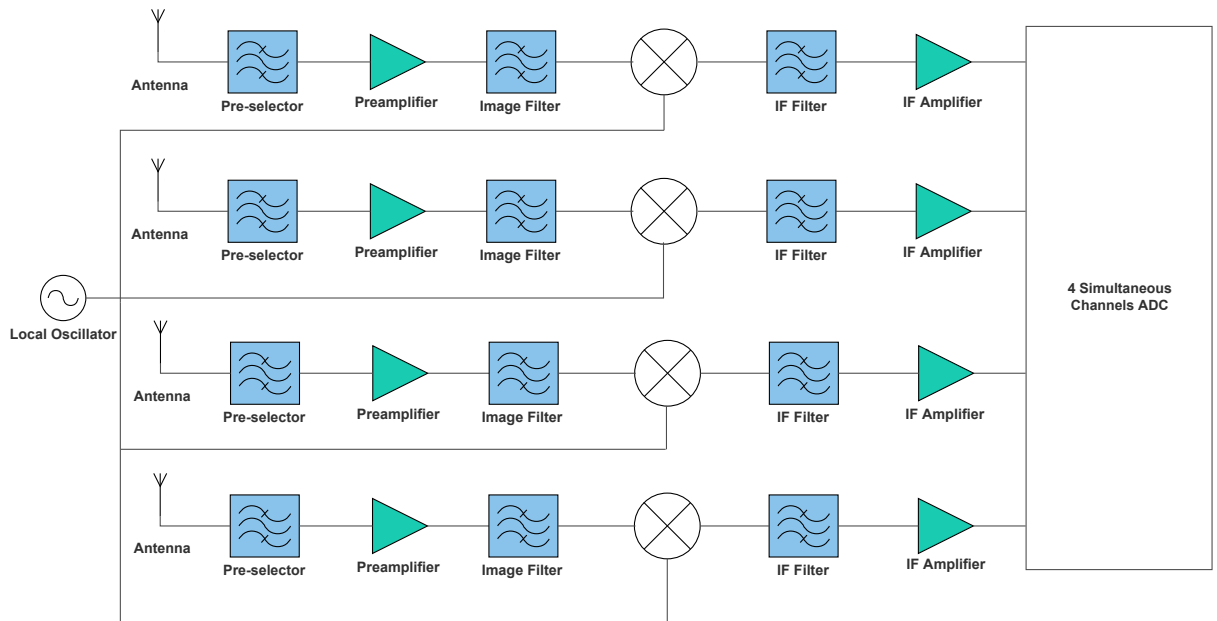 Antenna
Pre-selector
Preamplifier
Image Filter
IF Filter
IF Amplifier
Antenna
Pre-selector
Preamplifier
Image Filter
IF Filter
IF Amplifier
4 Simultaneous
Channels ADC
Local Oscillator
Antenna
Pre-selector
Preamplifier
Image Filter
IF Filter
IF Amplifier
Antenna
Pre-selector
Preamplifier
Image Filter
IF Filter
IF Amplifier